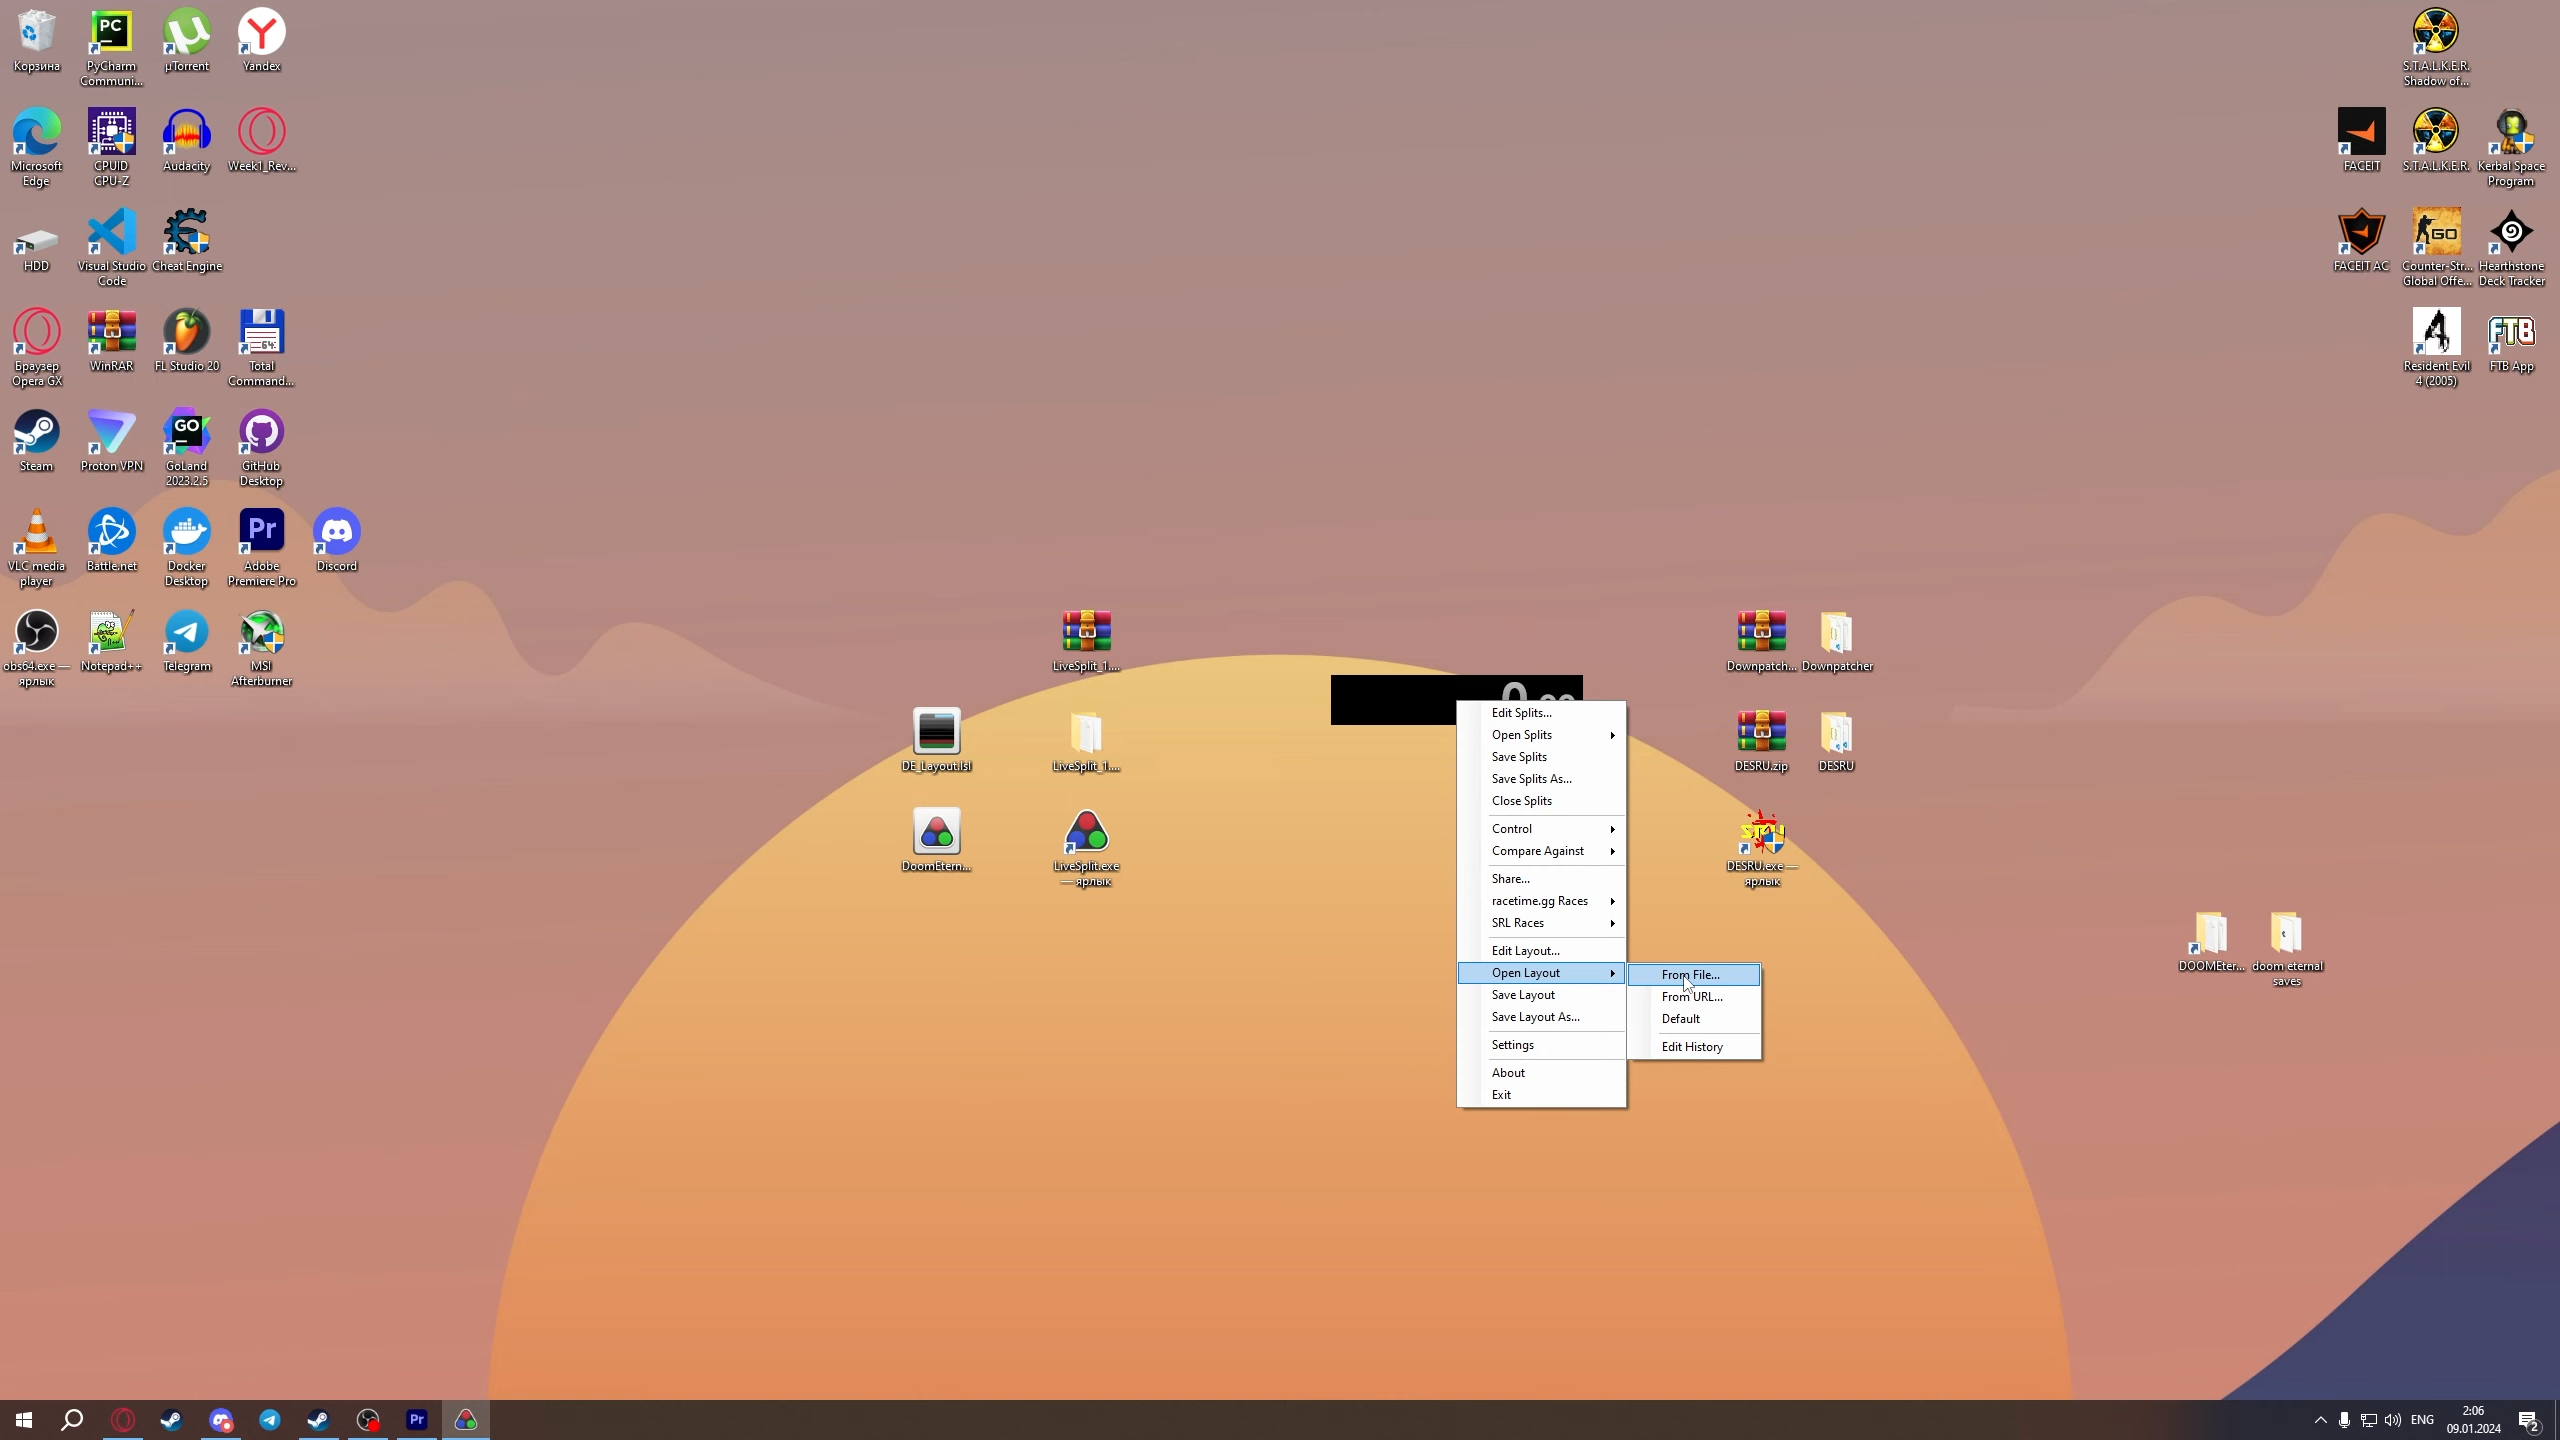 Корзина
PyCharm
Communi...
µTorrent
Yandex
S.T.A.L.K.E.R.
Shadow of...
Microsoft
Edge
CPUID
CPU-Z
Audacity
Week1_Rev...
FACEIT
S.T.A.L.K.E.R.
Kerbal Space
Program
HDD
Visual Studio
Code
Cheat Engine
FACEIT AC
Counter-Str...
Global Offe...
Hearthstone
Deck Tracker
Браузер
Opera GX
WinRAR
FL Studio 20
Total
Command...
Resident Evil
4 (2005)
FTB App
Steam
Proton VPN
GoLand
2023.2.5
GitHub
Desktop
VLC media
player
Battle.net
Docker
Desktop
Adobe
Premiere Pro
Discord
obs64.exe —
ярлык
Notepad++
Telegram
MSI
Afterburner
LiveSplit_1....
Downpatch...
Downpatcher
DE_Layout.lsl
LiveSplit_1....
DESRU.zip
DESRU
DoomEtern...
LiveSplit.exe
— ярлык
DESRU.exe —
ярлык
DOOMEter...
doom eternal
saves
Edit Splits...
Open Splits
Save Splits
Save Splits As...
Close Splits
Control
Compare Against
Share...
racetime.gg Races
SRL Races
Edit Layout...
Open Layout
Save Layout
Save Layout As...
Settings
About
Exit
From File...
From URL...
Default
Edit History
ENG
2:06
09.01.2024
2